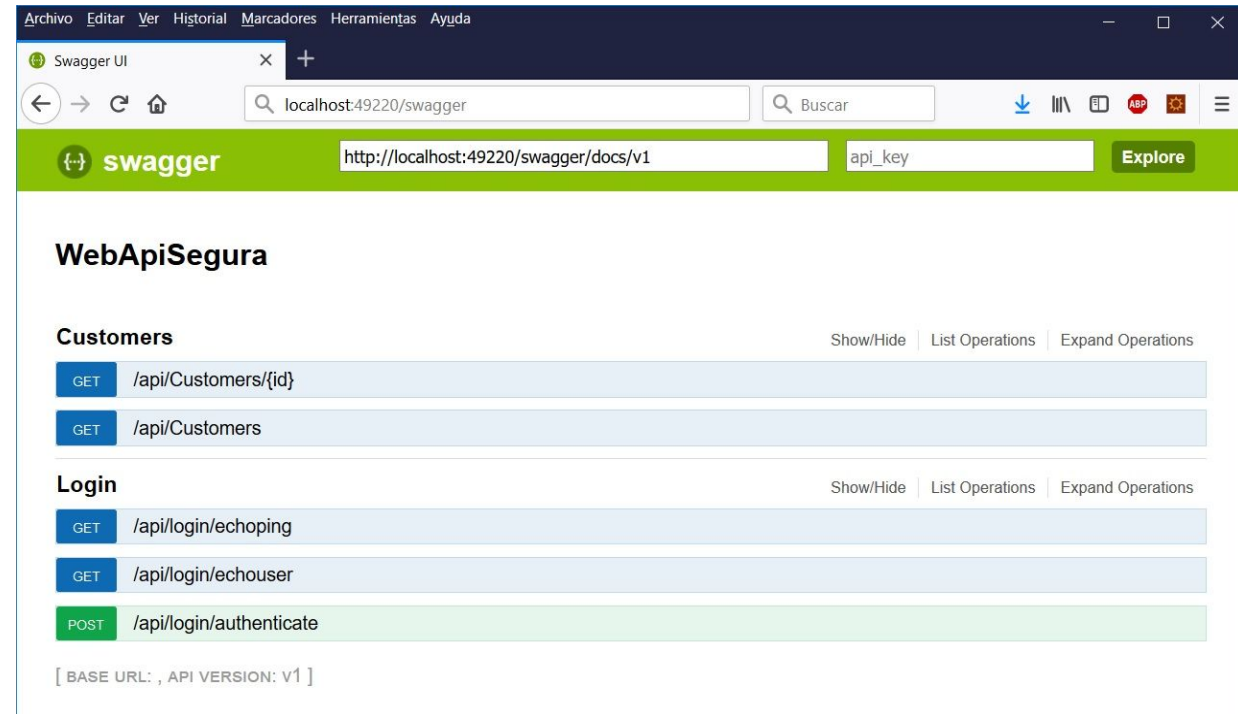 Archivo Editar Ver Historial Marcadores Herramientas Ayuda
Swagger UI
localhost:49220/swagger
Buscar
ABP
{...} swagger
http://localhost:49220/swagger/docs/v1
api_key
Explore
WebApiSegura
Customers
Show/Hide List Operations Expand Operations
GET /api/Customers/{id}
GET /api/Customers
Login
Show/Hide List Operations Expand Operations
GET /api/login/echoping
GET /api/login/echouser
POST /api/login/authenticate
[ BASE URL: , API VERSION: V1 ]